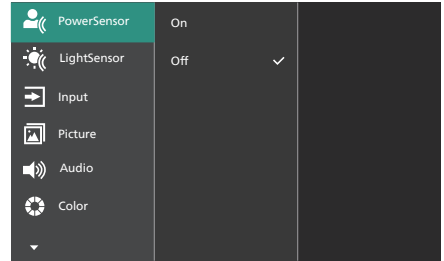 PowerSensor
On
LightSensor
Off
Input
Picture
Audio
Color